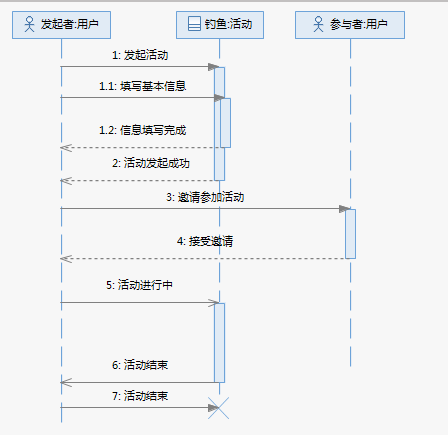 发起者:用户
钓鱼:活动
参与者:用户
1: 发起活动
1.1: 填写基本信息
1.2: 信息填写完成
2: 活动发起成功
3: 邀请参加活动
4: 接受邀请
5: 活动进行中
6: 活动结束
7: 活动结束